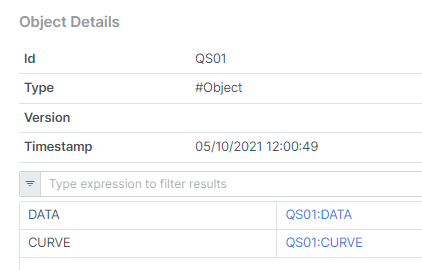 Object Details
Id QS01
Type #Object
Version
Timestamp 05/10/2021 12:00:49
Type expression to filter results
DATA QS01:DATA
CURVE QS01:CURVE